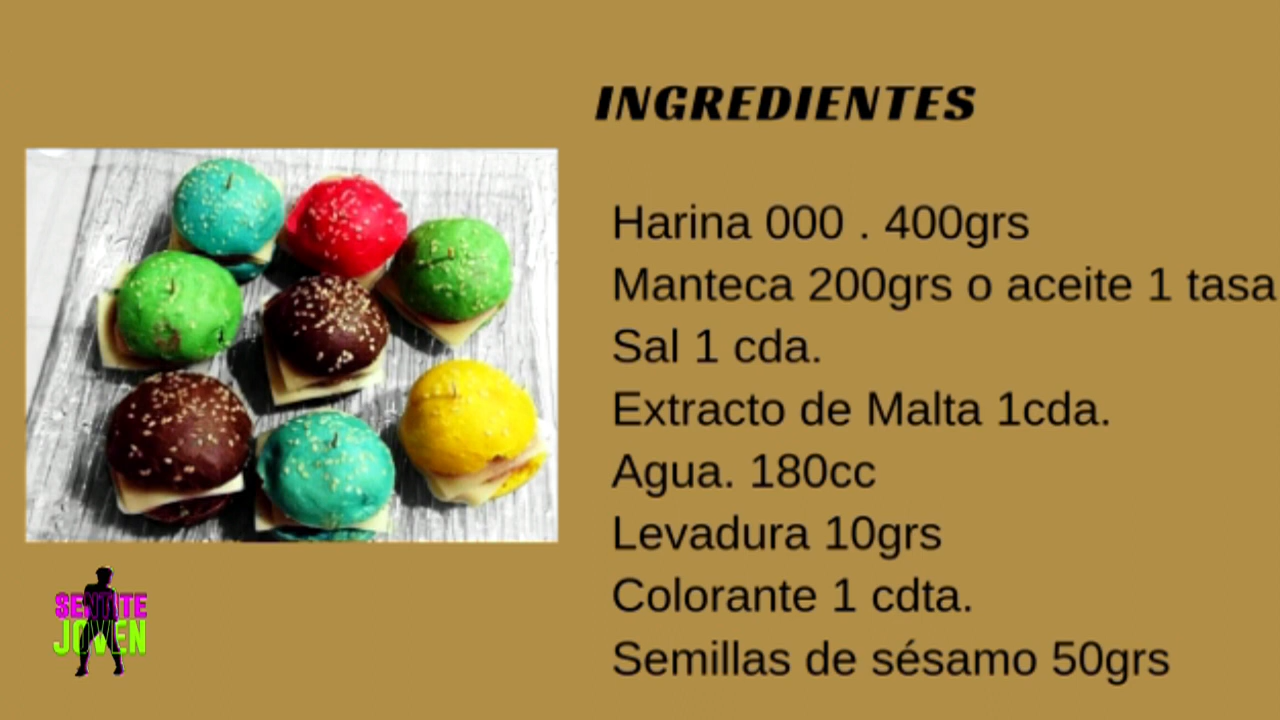 INGREDIENTES
Harina 000 . 400grs
Manteca 200grs o aceite 1 tasa
Sal 1 cda.
Extracto de Malta 1cda.
Agua. 180cc
Levadura 10grs
Colorante 1 cdta.
Semillas de sésamo 50grs
SENTITE
JOVEN